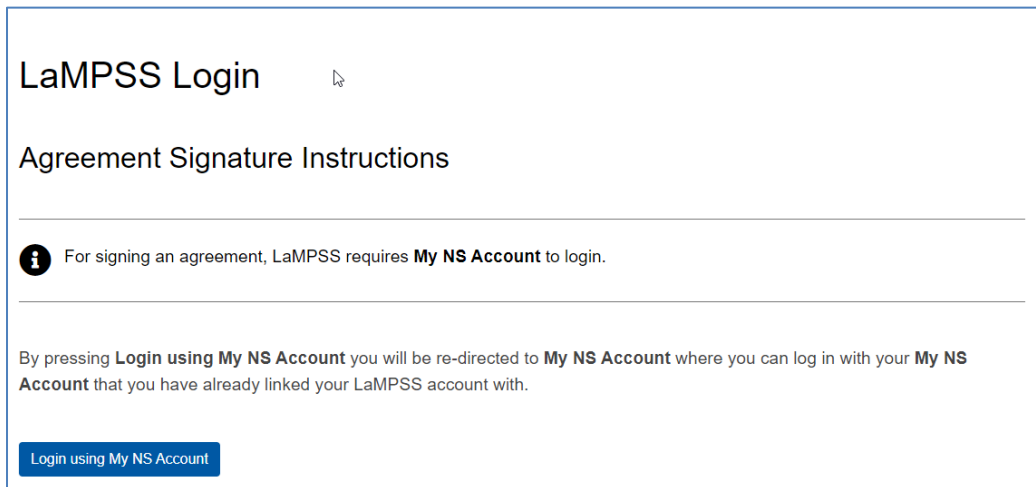 LaMPSS Login
Agreement Signature Instructions
For signing an agreement, LaMPSS requires My NS Account to login.
By pressing Login using My NS Account you will be re-directed to My NS Account where you can log in with your My NS
Account that you have already linked your LaMPSS account with.
Login using My NS Account